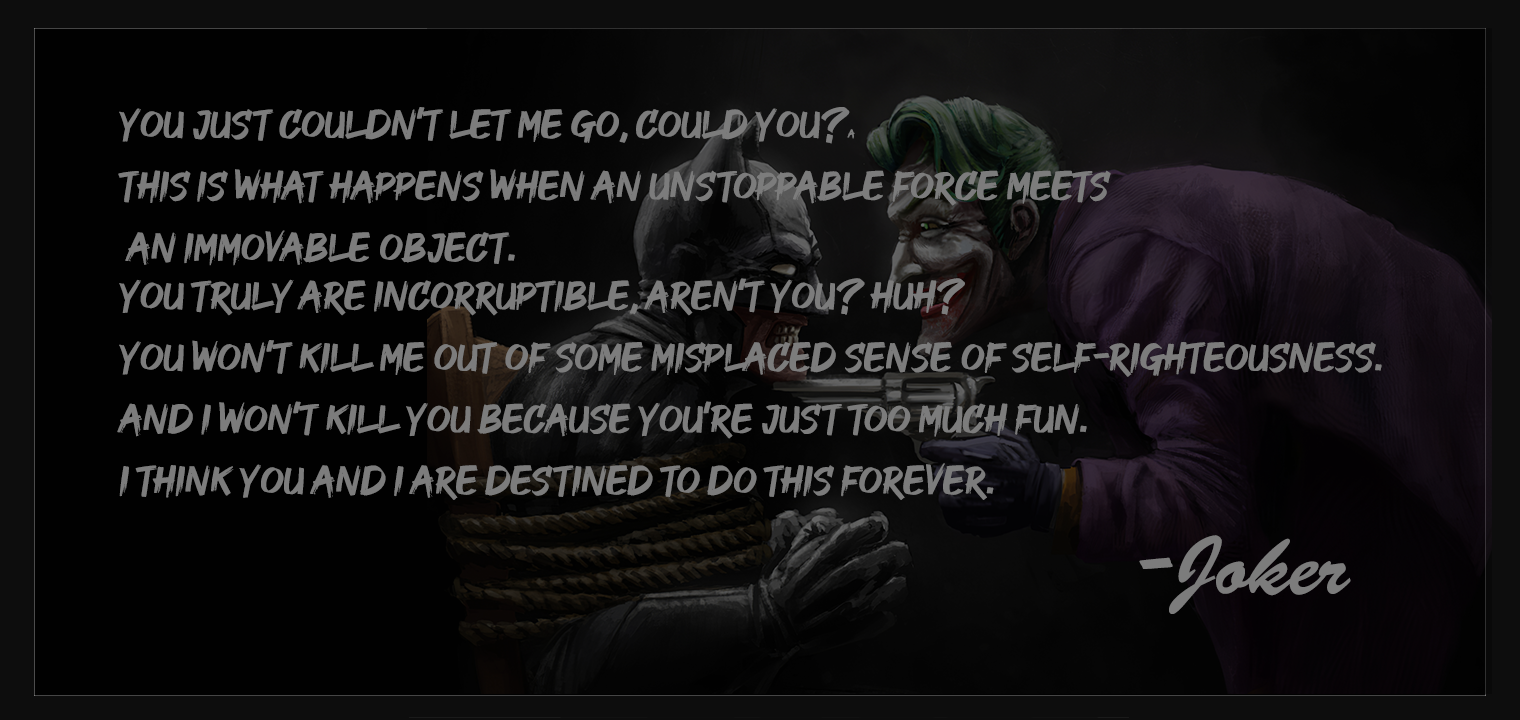 YOU JUST COULDN'T LET ME GO, COULD YOU?.
THIS IS WHAT HAPPENS WHEN AN UNSTOPPABLE FORCE MEETS
AN IMMOVABLE OBJECT.
YOU TRULY ARE INCORRUPTIBLE, AREN'T YOU? HUH?
YOU WON'T KILL ME OUT OF SOME MISPLACED SENSE OF SELF-RIGHTEOUSNESS.
AND I WON'T KILL YOU BECAUSE YOU'RE JUST TOO MUCH FUN.
I THINK YOU AND I ARE DESTINED TO DO THIS FOREVER.
-Joker